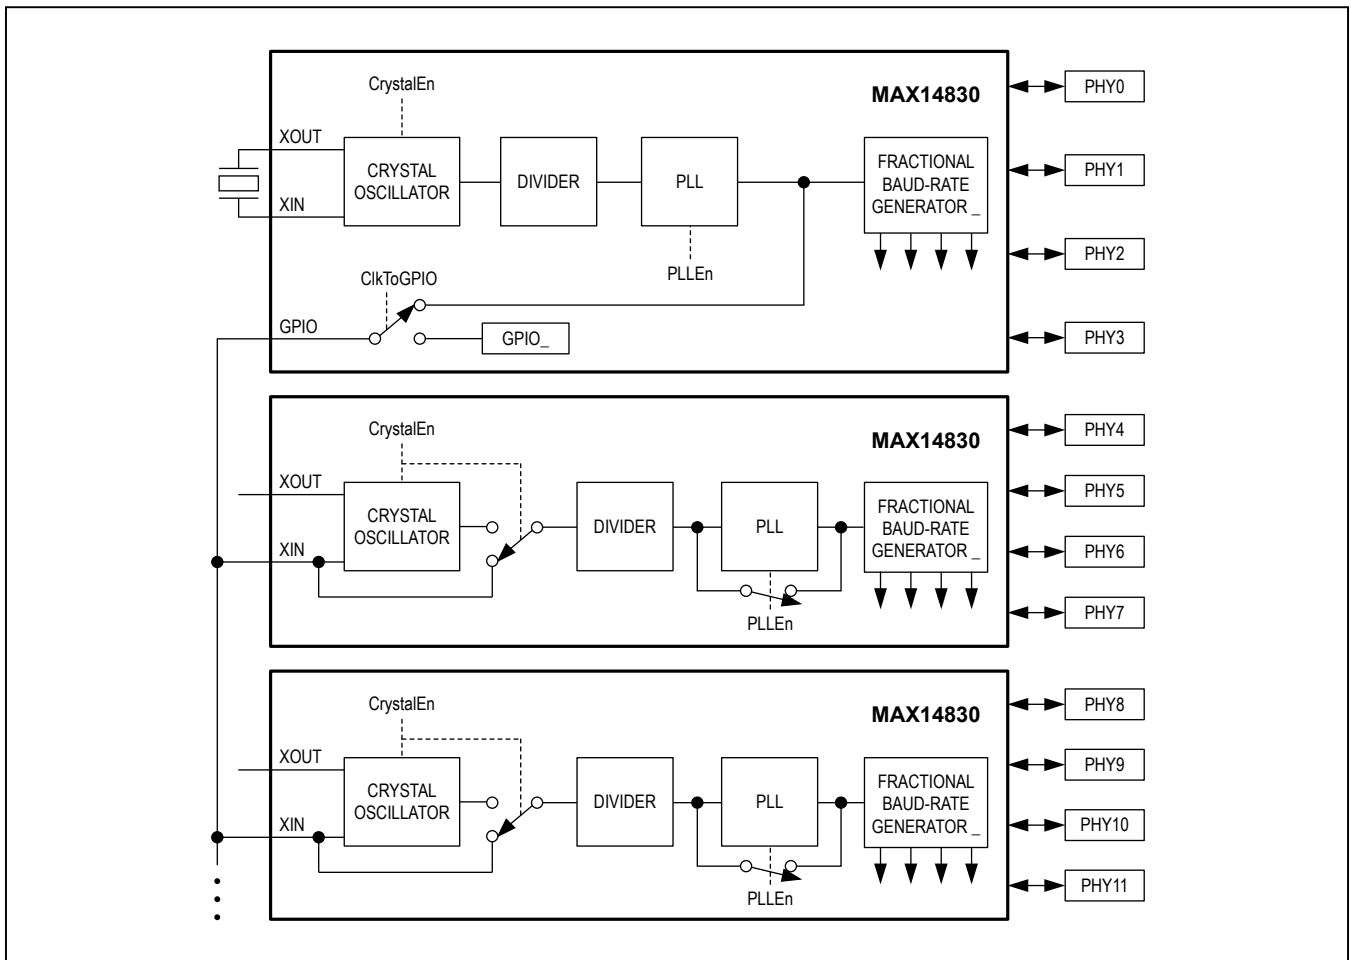 CrystalEn
MAX14830
PHY0
XOUT
CRYSTAL
OSCILLATOR
DIVIDER
PLL
FRACTIONAL
BAUD-RATE
GENERATOR _
PHY1
XIN
PHY2
PLLEn
ClkToGPIO
GPIO
GPIO_
PHY3
CrystalEn
MAX14830
PHY4
XOUT
CRYSTAL
OSCILLATOR
DIVIDER
PLL
FRACTIONAL
BAUD-RATE
GENERATOR _
PHY5
XIN
PHY6
PHY7
PLLEn
CrystalEn
MAX14830
PHY8
XOUT
CRYSTAL
OSCILLATOR
DIVIDER
PLL
FRACTIONAL
BAUD-RATE
GENERATOR _
PHY9
XIN
PHY10
PHY11
PLLEn